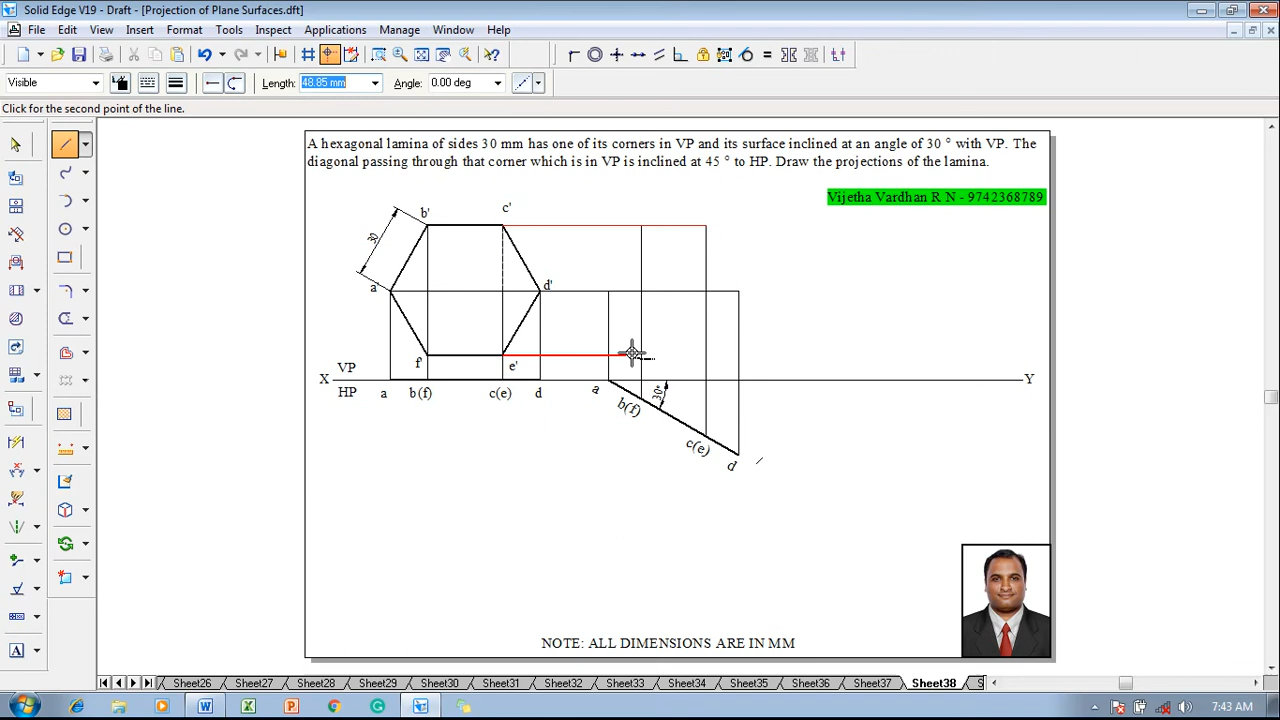 Solid Edge V19 - Draft - [Projection of Plane Surfaces.dft]
File Edit View Insert Format Tools Inspect Applications Manage Window Help
Visible Length: 48.85 mm Angle: 0.00 deg
Click for the second point of the line.
A hexagonal lamina of sides 30 mm has one of its corners in VP and its surface inclined at an angle of 30 ° with VP. The
diagonal passing through that corner which is in VP is inclined at 45 ° to HP. Draw the projections of the lamina.
Vijetha Vardhan R N - 9742368789
b' c'
30
a' d'
f' e'
VP
X Y
HP a b(f) c(e) d a
30°
b(f)
c(e)
d
NOTE: ALL DIMENSIONS ARE IN MM
Sheet26 Sheet27 Sheet28 Sheet29 Sheet30 Sheet31 Sheet32 Sheet33 Sheet34 Sheet35 Sheet36 Sheet37 Sheet38 S
7:43 AM